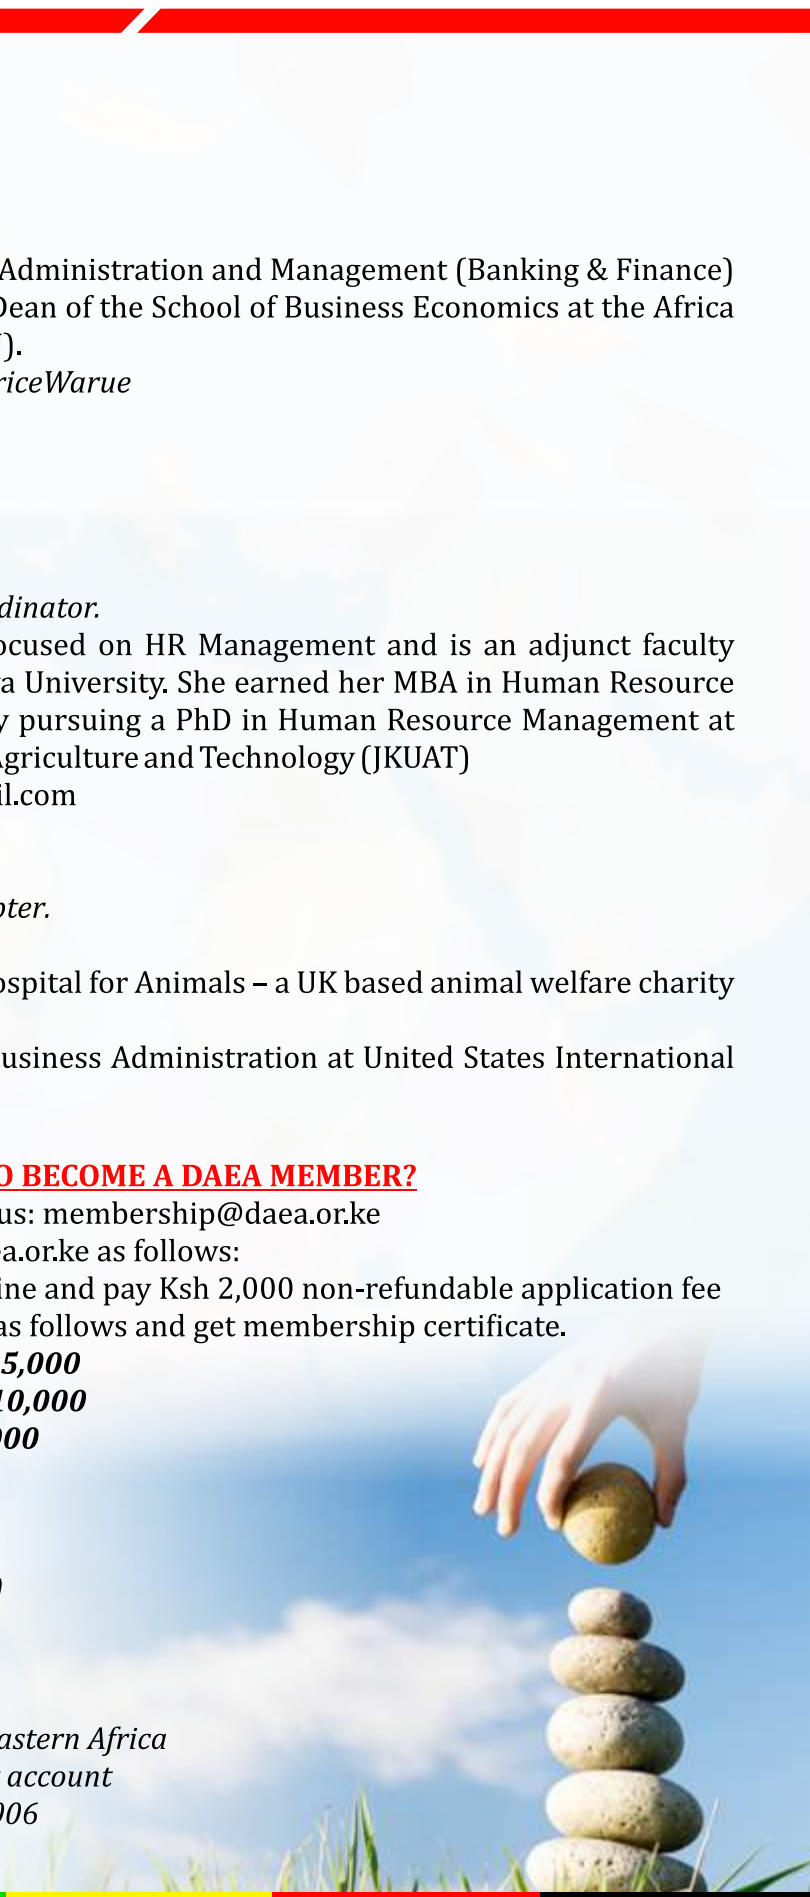 Administration and Management (Banking & Finance)
Dean of the School of Business Economics at the Africa
).
riceWarue
dinator.
ocused on HR Management and is an adjunct faculty
a University. She earned her MBA in Human Resource
y pursuing a PhD in Human Resource Management at
Agriculture and Technology (JKUAT)
il.com
pter.
ospital for Animals – a UK based animal welfare charity
usiness Administration at United States International
O BECOME A DAEA MEMBER?
us: membership@daea.or.ke
ea.or.ke as follows:
ine and pay Ksh 2,000 non-refundable application fee
as follows and get membership certificate.
5,000
10,000
000
)
astern Africa
account
006